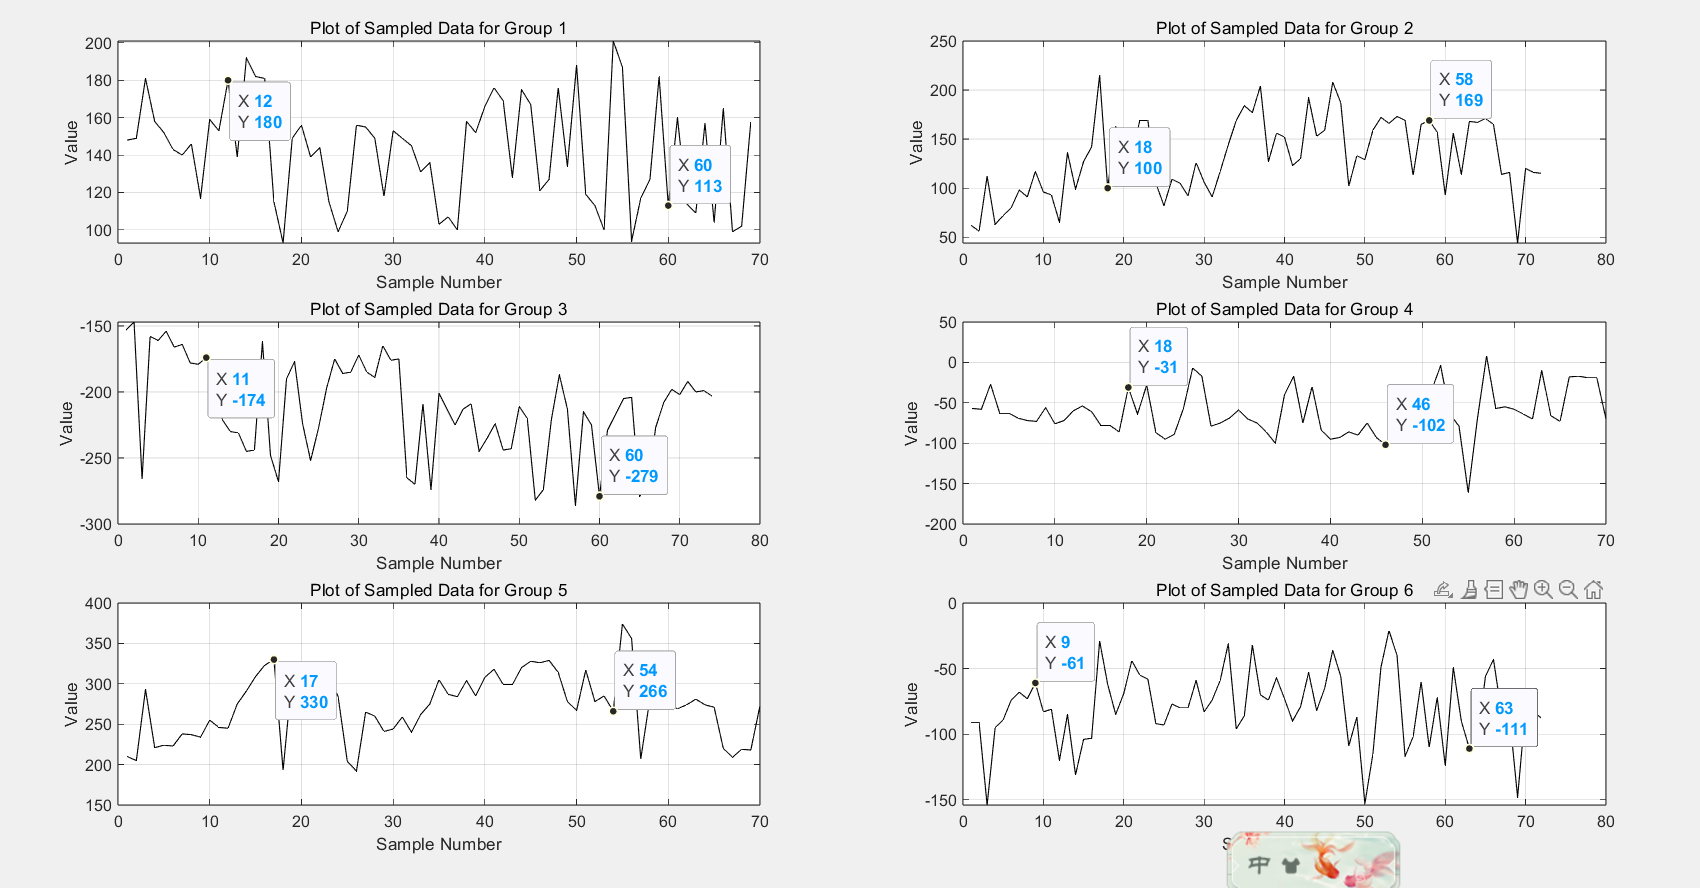 Plot of Sampled Data for Group 1
200
180
160
140
120
100
Value
X 12
Y 180
X 60
Y 113
0 10 20 30 40 50 60 70
Sample Number
Plot of Sampled Data for Group 2
250
200
150
100
50
Value
X 18
Y 100
X 58
Y 169
0 10 20 30 40 50 60 70 80
Sample Number
Plot of Sampled Data for Group 3
-150
-200
-250
-300
Value
X 11
Y -174
X 60
Y -279
0 10 20 30 40 50 60 70 80
Sample Number
Plot of Sampled Data for Group 4
50
0
-50
-100
-150
-200
Value
X 18
Y -31
X 46
Y -102
0 10 20 30 40 50 60 70
Sample Number
Plot of Sampled Data for Group 5
400
350
300
250
200
150
Value
X 17
Y 330
X 54
Y 266
0 10 20 30 40 50 60 70
Sample Number
Plot of Sampled Data for Group 6
0
-50
-100
-150
Value
X 9
Y -61
X 63
Y -111
0 10 20 30 40 50 60 70 80
中